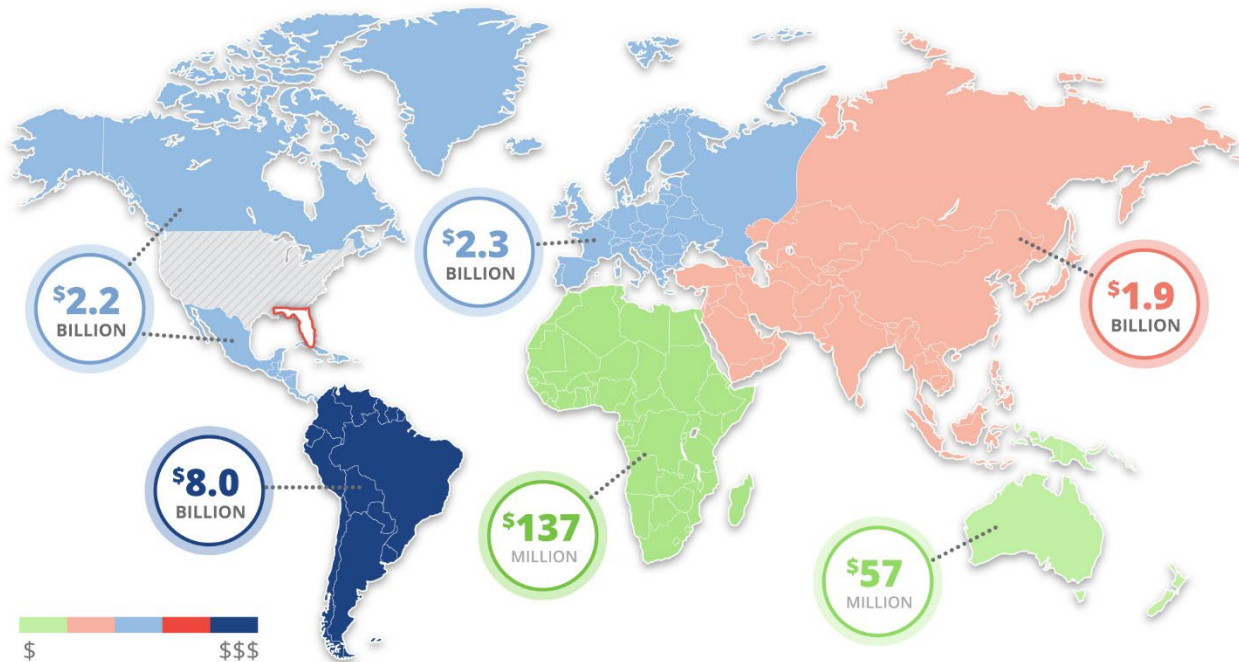 $2.3
BILLION
$2.2
BILLION
$1.9
BILLION
$8.0
BILLION
$137
MILLION
$57
MILLION
$ $$$